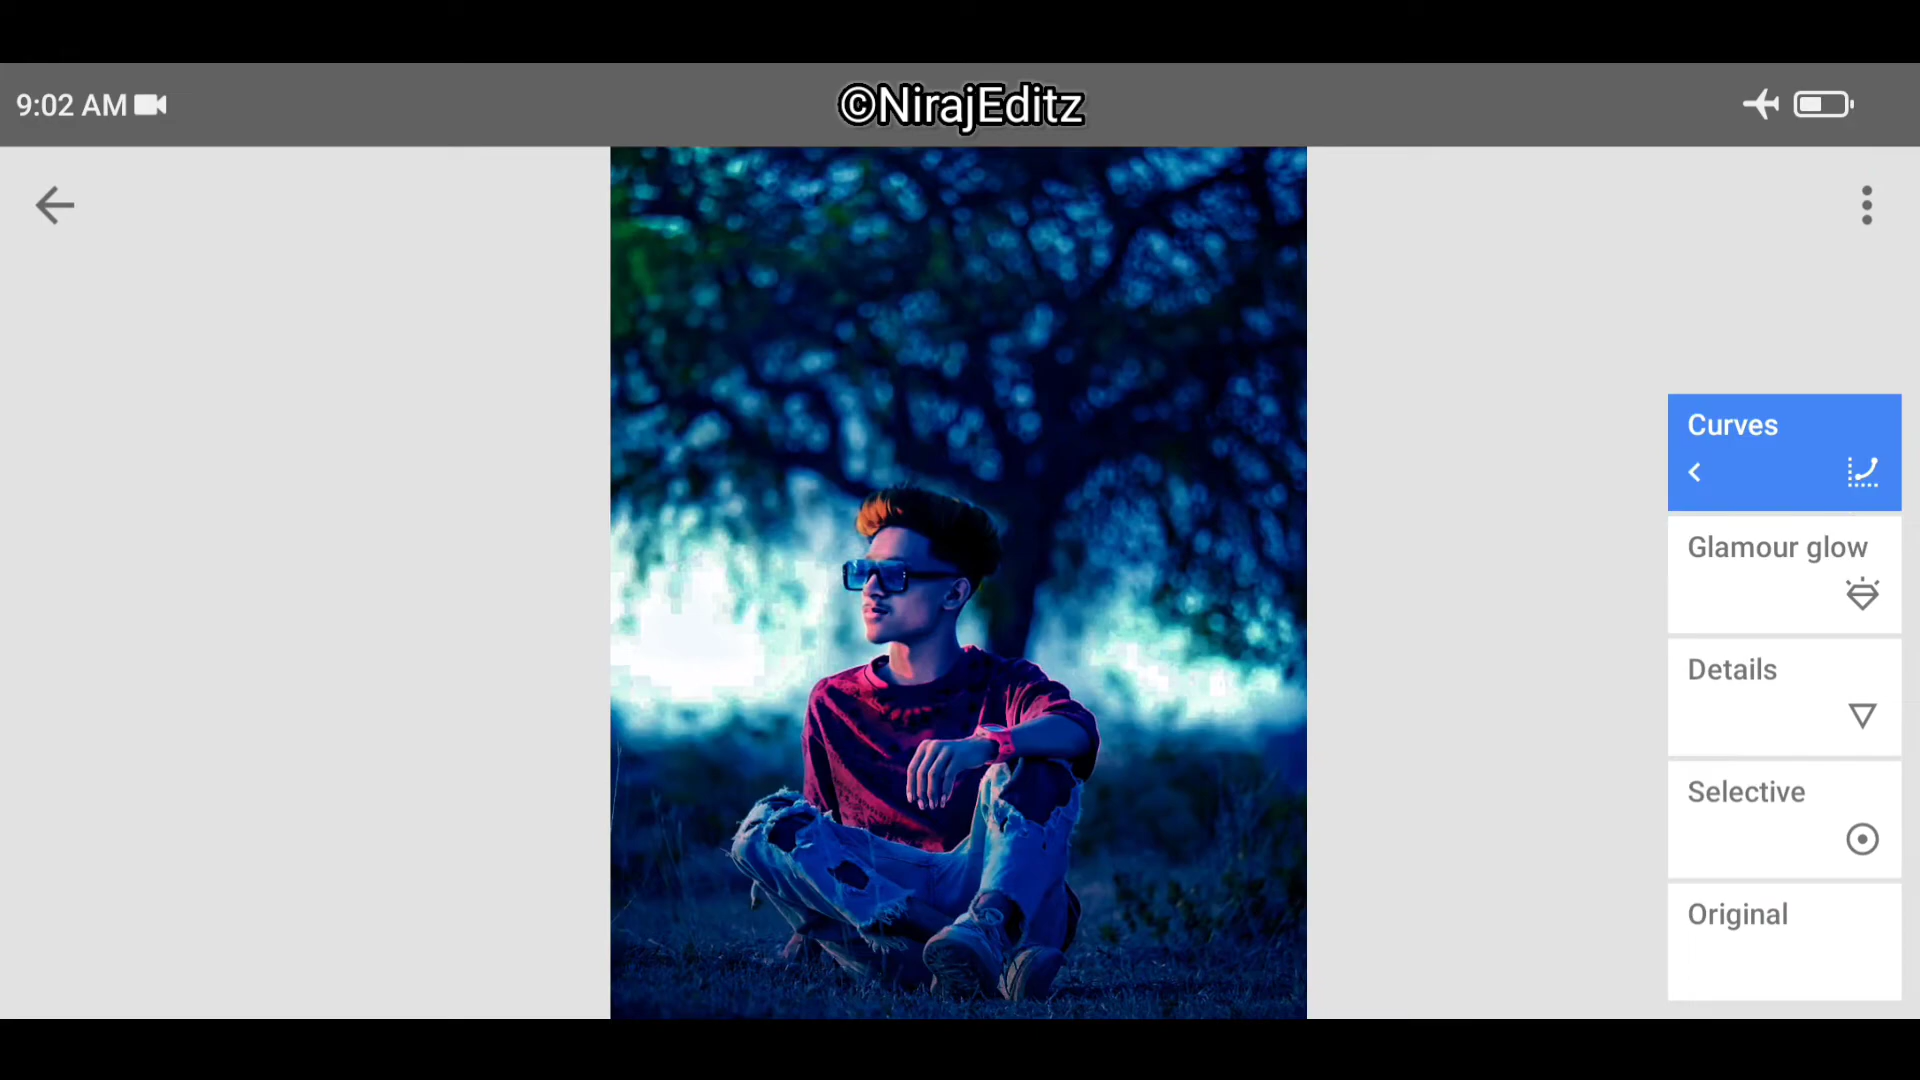 9:02 AM
©NirajEditz
Curves
Glamour glow
Details
Selective
Original